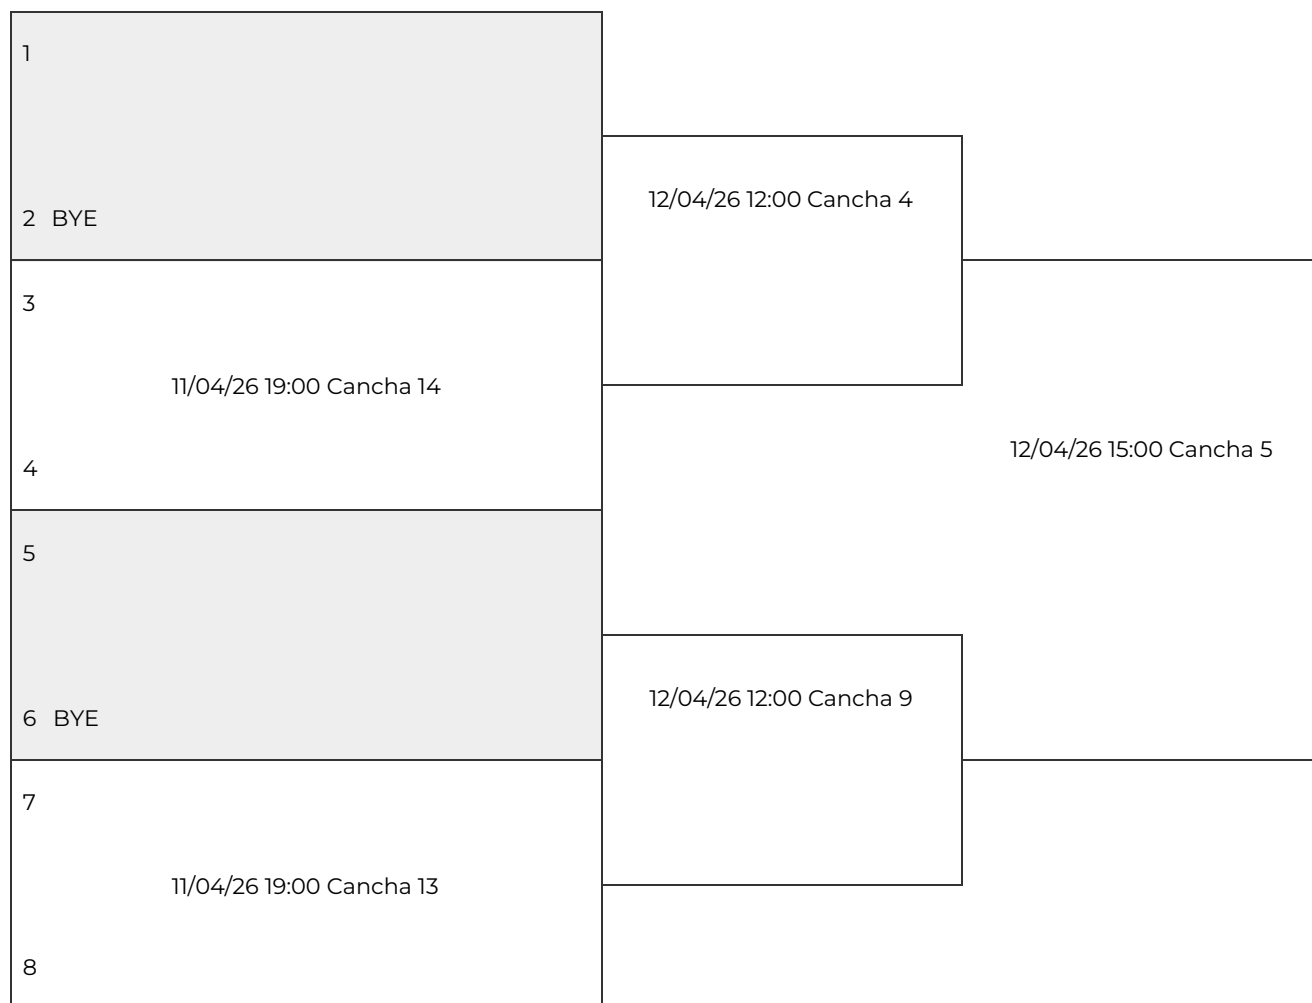 1
2 BYE
3
11/04/26 19:00 Cancha 14
4
5
6 BYE
7
11/04/26 19:00 Cancha 13
8
12/04/26 12:00 Cancha 4
12/04/26 12:00 Cancha 9
12/04/26 15:00 Cancha 5